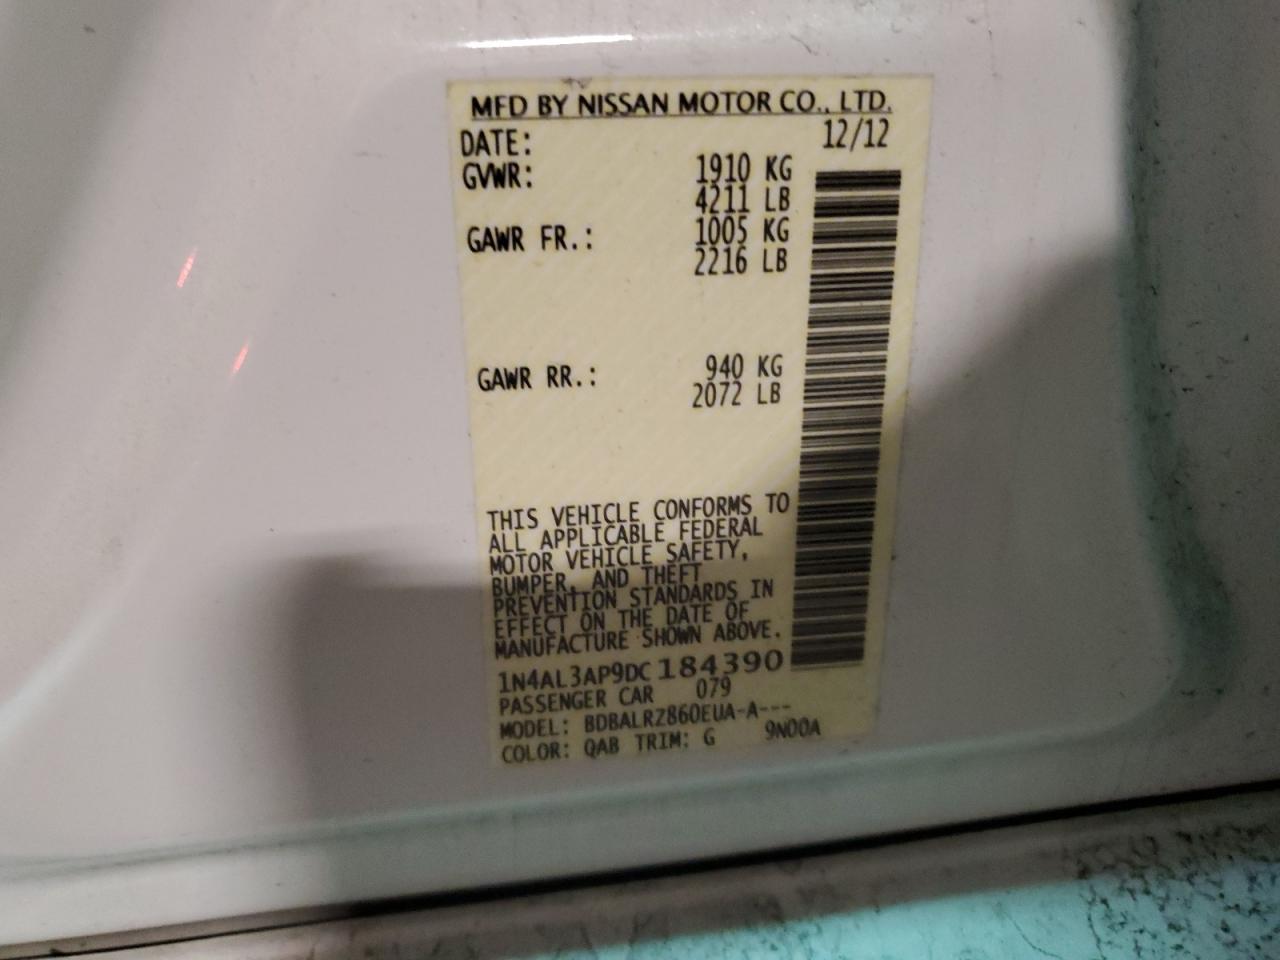 MFD BY NISSAN MOTOR CO., LTD.
DATE: 12/12
GVWR: 1910 KG
4211 LB
GAWR FR.: 1005 KG
2216 LB
GAWR RR.: 940 KG
2072 LB
THIS VEHICLE CONFORMS TO
ALL APPLICABLE FEDERAL
MOTOR VEHICLE SAFETY,
BUMPER, AND THEFT
PREVENTION STANDARDS IN
EFFECT ON THE DATE OF
MANUFACTURE SHOWN ABOVE.
1N4AL3AP9DC184390
PASSENGER CAR 079
MODEL: BDBALRZ860EUA-A---
COLOR: QAB TRIM: G 9N00A